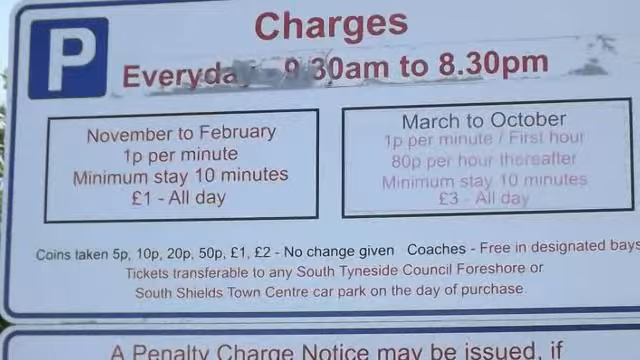 P
Charges
Everyday 9.30am to 8.30pm
November to February
1p per minute
Minimum stay 10 minutes
£1 - All day
March to October
1p per minute / First hour
80p per hour thereafter
Minimum stay 10 minutes
£3 - All day
Coins taken 5p, 10p, 20p, 50p, £1, £2 - No change given Coaches - Free in designated bays
Tickets transferable to any South Tyneside Council Foreshore or
South Shields Town Centre car park on the day of purchase.
A Penalty Charge Notice may be issued, if